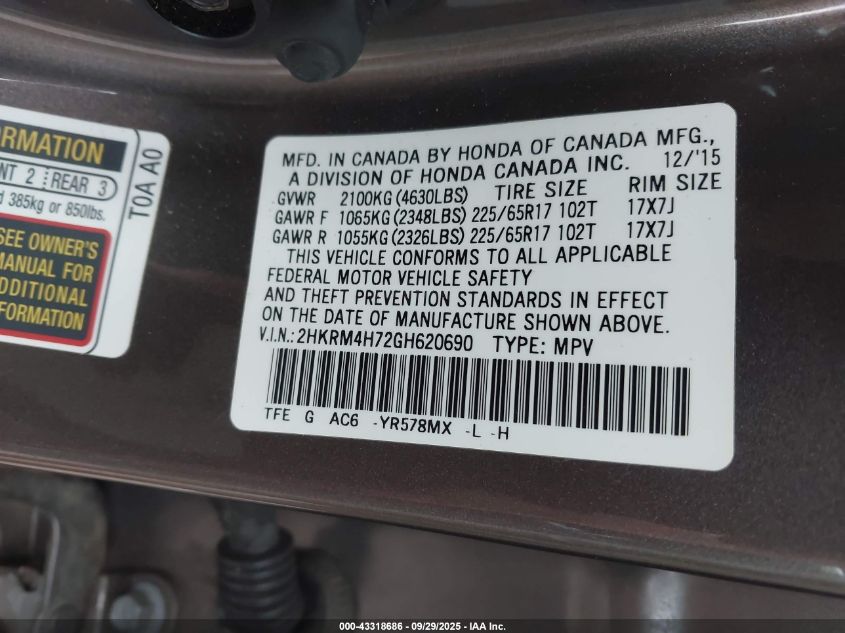 ORMATION
NT 2 REAR 3
d 385kg or 850lbs.
SEE OWNER'S
MANUAL FOR
ADDITIONAL
NFORMATION
T0A A0
MFD. IN CANADA BY HONDA OF CANADA MFG.,
A DIVISION OF HONDA CANADA INC. 12/'15
GVWR 2100KG (4630LBS) TIRE SIZE RIM SIZE
GAWR F 1065KG (2348LBS) 225/65R17 102T 17X7J
GAWR R 1055KG (2326LBS) 225/65R17 102T 17X7J
THIS VEHICLE CONFORMS TO ALL APPLICABLE
FEDERAL MOTOR VEHICLE SAFETY
AND THEFT PREVENTION STANDARDS IN EFFECT
ON THE DATE OF MANUFACTURE SHOWN ABOVE.
V.I.N.: 2HKRM4H72GH620690 TYPE: MPV
TFE G AC6 -YR578MX -L -H
000-43318686 - 09/29/2025 - IAA Inc.